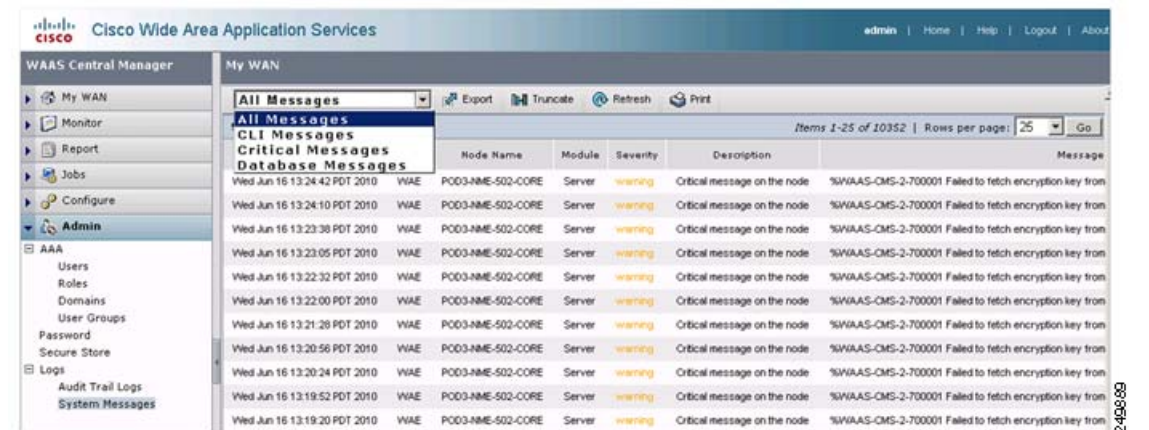 CISCO Cisco Wide Area Application Services admin | Home | Help | Logout | About
WAAS Central Manager
My WAN
My WAN
Monitor
Report
Jobs
Configure
Admin
AAA
Users
Roles
Domains
User Groups
Password
Secure Store
Logs
Audit Trail Logs
System Messages
All Messages Export Truncate Refresh Print
All Messages
CLI Messages
Critical Messages
Database Messages
Items 1-25 of 10352 | Rows per page: 25 Go
Node Name Module Severity Description Message
Wed Jun 16 13:24:42 PDT 2010 WAE POD3-NME-502-CORE Server warning Critical message on the node %WAAS-CMS-2-700001 Failed to fetch encryption key from
Wed Jun 16 13:24:10 PDT 2010 WAE POD3-NME-502-CORE Server warning Critical message on the node %WAAS-CMS-2-700001 Failed to fetch encryption key from
Wed Jun 16 13:23:38 PDT 2010 WAE POD3-NME-502-CORE Server warning Critical message on the node %WAAS-CMS-2-700001 Failed to fetch encryption key from
Wed Jun 16 13:23:05 PDT 2010 WAE POD3-NME-502-CORE Server warning Critical message on the node %WAAS-CMS-2-700001 Failed to fetch encryption key from
Wed Jun 16 13:22:32 PDT 2010 WAE POD3-NME-502-CORE Server warning Critical message on the node %WAAS-CMS-2-700001 Failed to fetch encryption key from
Wed Jun 16 13:22:00 PDT 2010 WAE POD3-NME-502-CORE Server warning Critical message on the node %WAAS-CMS-2-700001 Failed to fetch encryption key from
Wed Jun 16 13:21:28 PDT 2010 WAE POD3-NME-502-CORE Server warning Critical message on the node %WAAS-CMS-2-700001 Failed to fetch encryption key from
Wed Jun 16 13:20:56 PDT 2010 WAE POD3-NME-502-CORE Server warning Critical message on the node %WAAS-CMS-2-700001 Failed to fetch encryption key from
Wed Jun 16 13:20:24 PDT 2010 WAE POD3-NME-502-CORE Server warning Critical message on the node %WAAS-CMS-2-700001 Failed to fetch encryption key from
Wed Jun 16 13:19:52 PDT 2010 WAE POD3-NME-502-CORE Server warning Critical message on the node %WAAS-CMS-2-700001 Failed to fetch encryption key from
Wed Jun 16 13:19:20 PDT 2010 WAE POD3-NME-502-CORE Server warning Critical message on the node %WAAS-CMS-2-700001 Failed to fetch encryption key from
249889